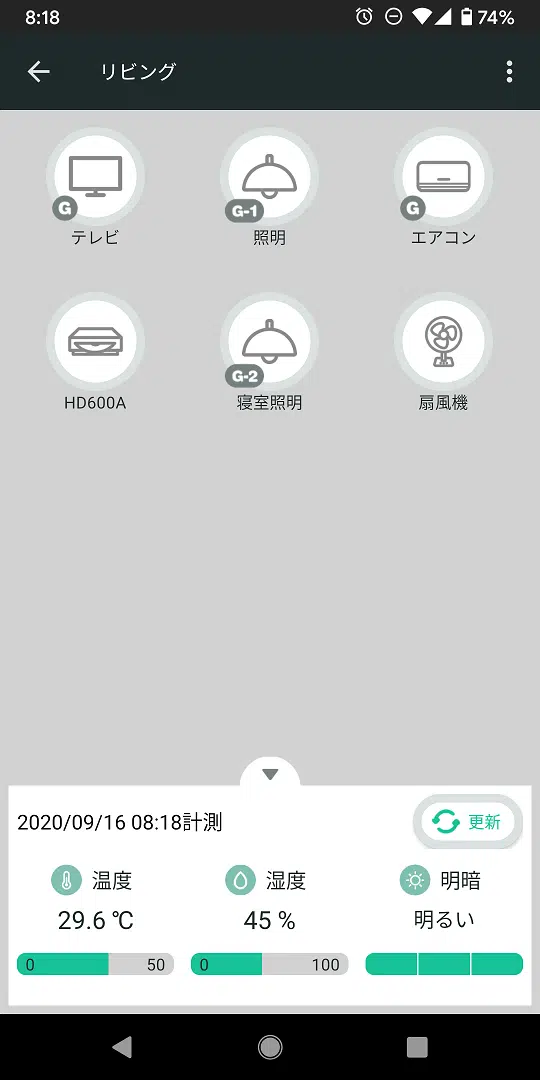 8:18
74%
リビング
G
G-1
G
テレビ
照明
エアコン
G-2
HD600A
寝室照明
扇風機
2020/09/16 08:18計測
更新
温度
湿度
明暗
29.6 ℃
45 %
明るい
0 50
0 100